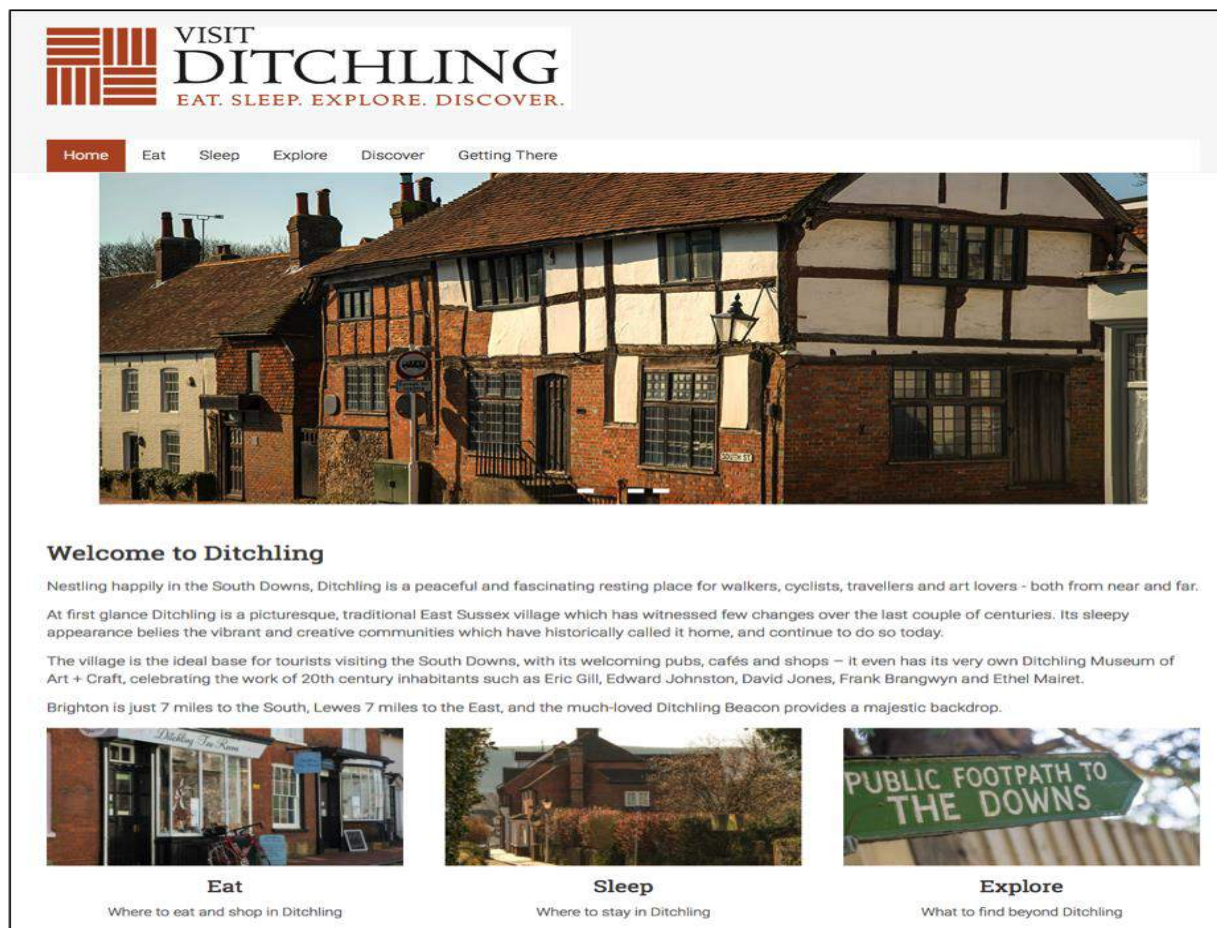 VISIT
DITCHLING
EAT. SLEEP. EXPLORE. DISCOVER.
Home Eat Sleep Explore Discover Getting There
SOUTH ST
Welcome to Ditchling
Nestling happily in the South Downs, Ditchling is a peaceful and fascinating resting place for walkers, cyclists, travellers and art lovers - both from near and far.
At first glance Ditchling is a picturesque, traditional East Sussex village which has witnessed few changes over the last couple of centuries. Its sleepy
appearance belies the vibrant and creative communities which have historically called it home, and continue to do so today.
The village is the ideal base for tourists visiting the South Downs, with its welcoming pubs, cafés and shops – it even has its very own Ditchling Museum of
Art + Craft, celebrating the work of 20th century inhabitants such as Eric Gill, Edward Johnston, David Jones, Frank Brangwyn and Ethel Mairet.
Brighton is just 7 miles to the South, Lewes 7 miles to the East, and the much-loved Ditchling Beacon provides a majestic backdrop.
Ditchling Tea Rooms
PUBLIC FOOTPATH TO
THE DOWNS
Eat
Where to eat and shop in Ditchling
Sleep
Where to stay in Ditchling
Explore
What to find beyond Ditchling